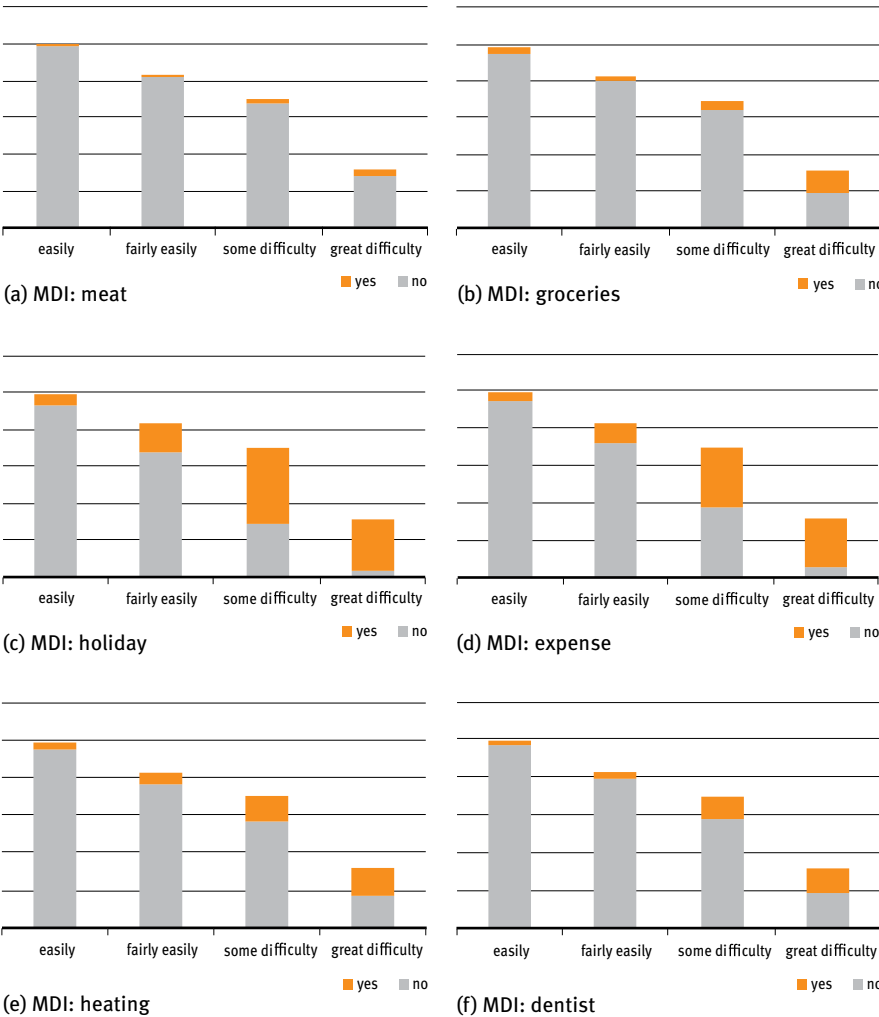 easily fairly easily some difficulty great difficulty
yes no
(a) MDI: meat
easily fairly easily some difficulty great difficulty
yes no
(b) MDI: groceries
easily fairly easily some difficulty great difficulty
yes no
(c) MDI: holiday
easily fairly easily some difficulty great difficulty
yes no
(d) MDI: expense
easily fairly easily some difficulty great difficulty
yes no
(e) MDI: heating
easily fairly easily some difficulty great difficulty
yes no
(f) MDI: dentist